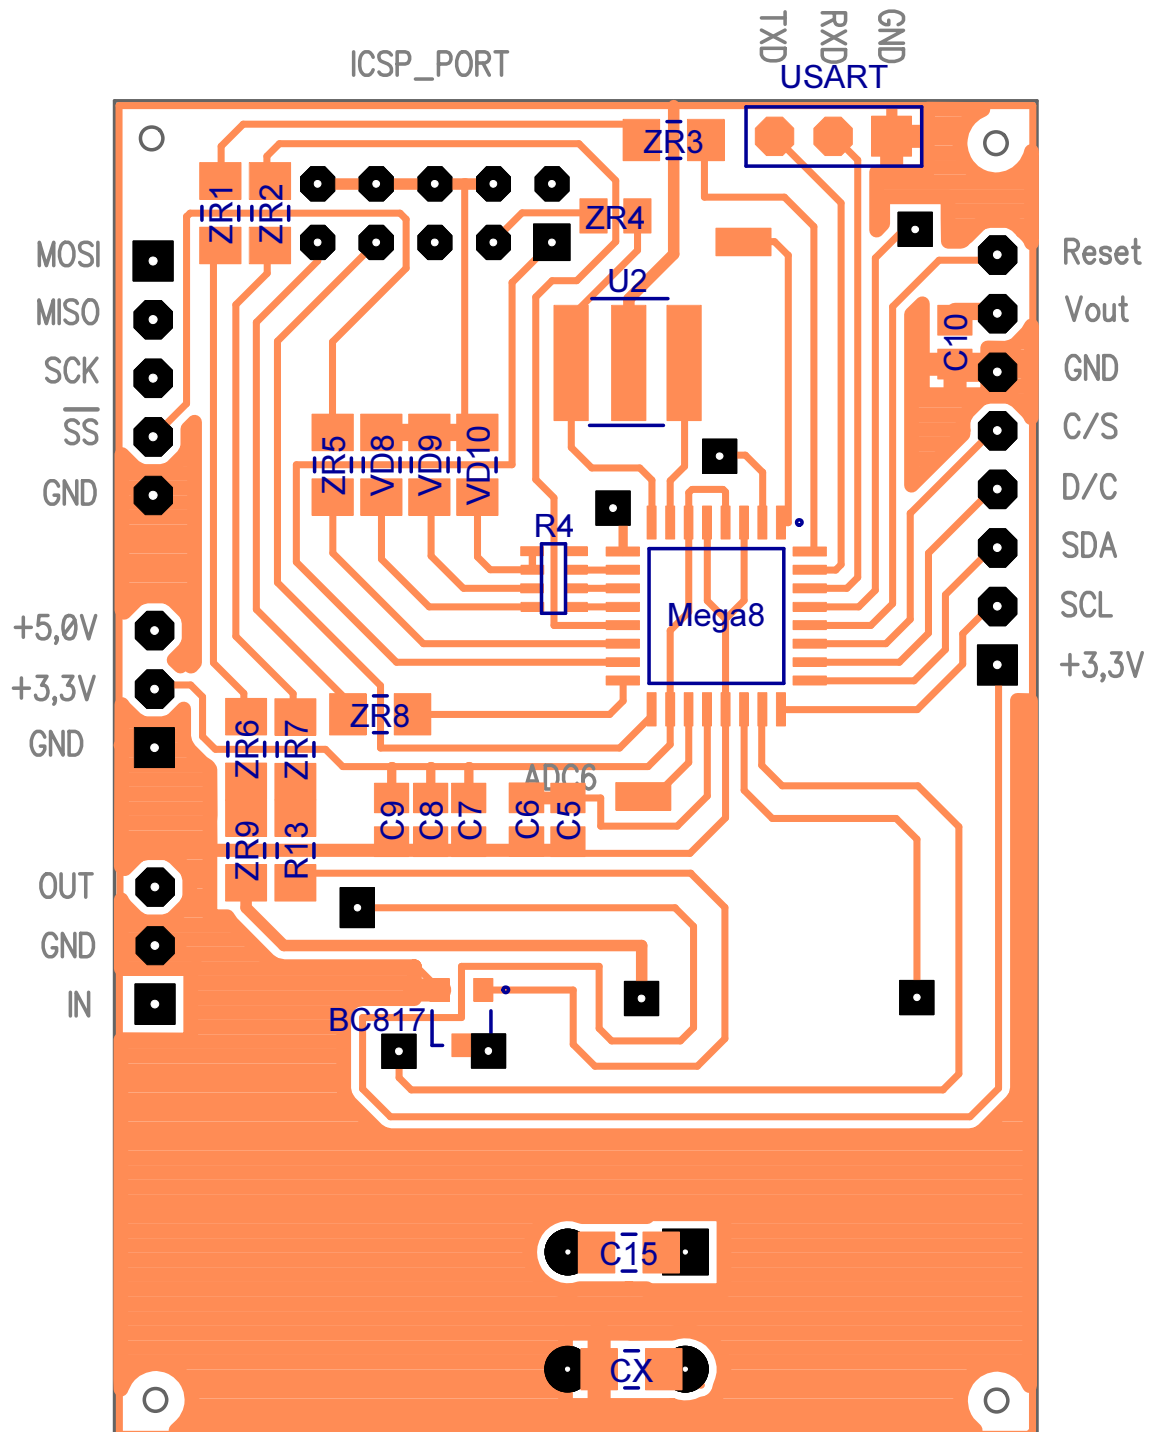 TXD
RXD
GND
ICSP_PORT
USART
ZR3
ZR1
ZR2
ZR4
MOSI
Reset
U2
MISO
Vout
C10
SCK
GND
SS
C/S
ZR5
VD8
VD9
VD10
GND
D/C
R4
SDA
Mega8
SCL
+5,0V
+3,3V
+3,3V
ZR8
GND
ZR6
ZR7
ADC6
C9
C8
C7
C6
C5
ZR9
R13
OUT
GND
IN
BC817
C15
CX